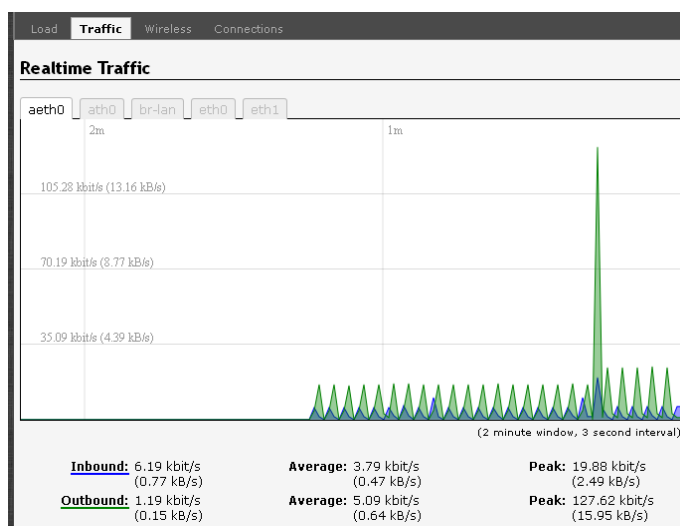 Load Traffic Wireless Connections
Realtime Traffic
aeth0 ath0 br-lan eth0 eth1
2m 1m
105.28 kbit/s (13.16 kB/s)
70.19 kbit/s (8.77 kB/s)
35.09 kbit/s (4.39 kB/s)
(2 minute window, 3 second interval)
Inbound: 6.19 kbit/s Average: 3.79 kbit/s Peak: 19.88 kbit/s
(0.77 kB/s) (0.47 kB/s) (2.49 kB/s)
Outbound: 1.19 kbit/s Average: 5.09 kbit/s Peak: 127.62 kbit/s
(0.15 kB/s) (0.64 kB/s) (15.95 kB/s)